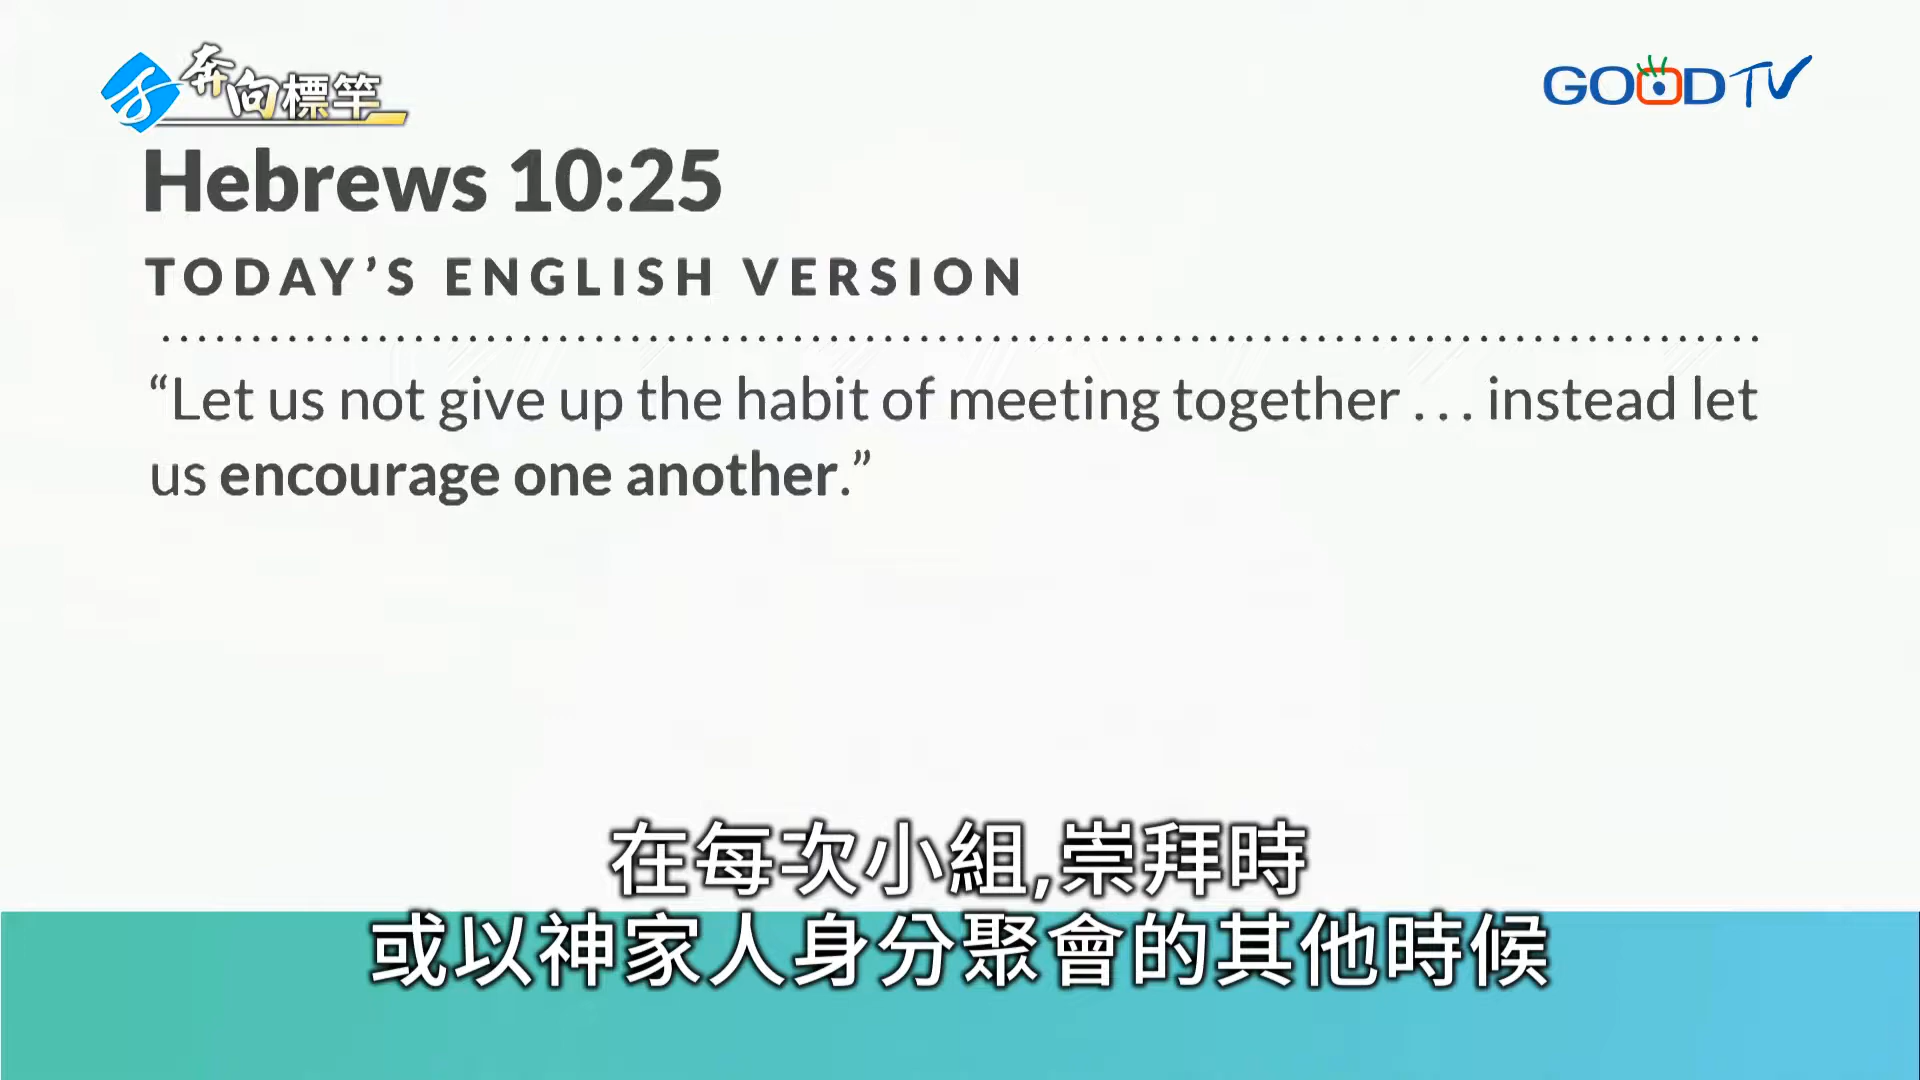 奔向標竿
GOOD TV
Hebrews 10:25
TODAY’S ENGLISH VERSION
“Let us not give up the habit of meeting together . . . instead let
us encourage one another.”
在每次小組,崇拜時
或以神家人身分聚會的其他時候